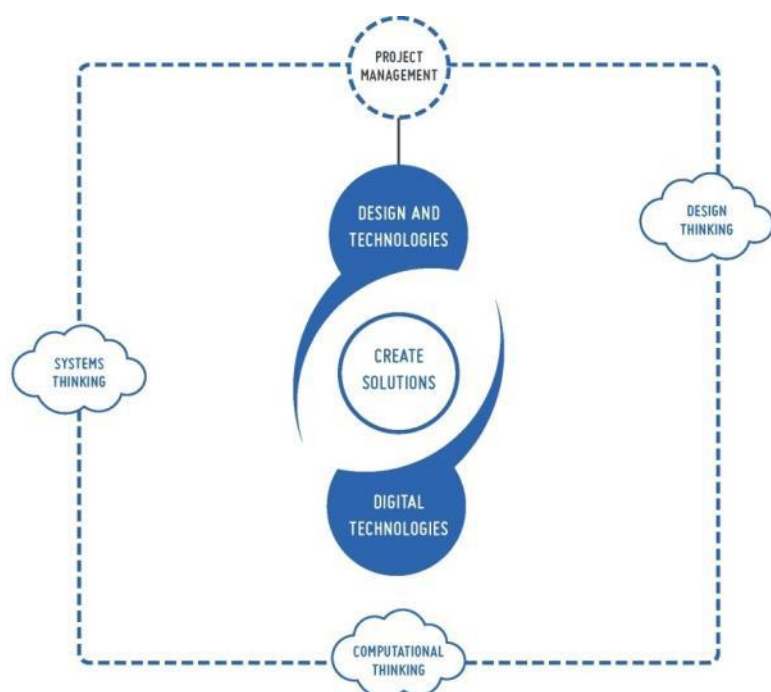 PROJECT
MANAGEMENT
DESIGN AND
TECHNOLOGIES
DESIGN
THINKING
SYSTEMS
THINKING
CREATE
SOLUTIONS
DIGITAL
TECHNOLOGIES
COMPUTATIONAL
THINKING